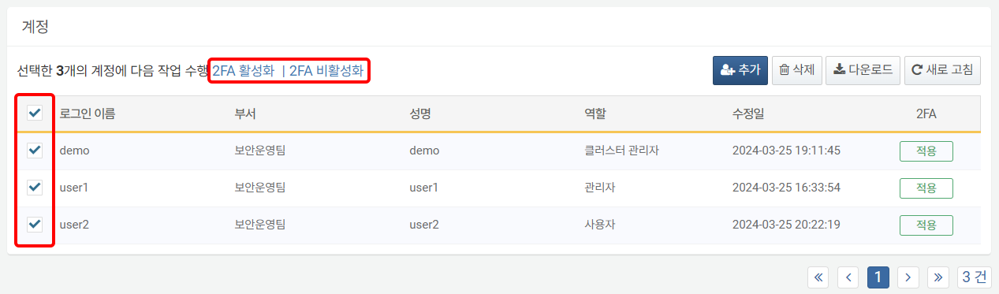 계정
선택한 3개의 계정에 다음 작업 수행 2FA 활성화 | 2FA 비활성화 추가 삭제 다운로드 새로 고침
로그인 이름 부서 성명 역할 수정일 2FA
demo 보안운영팀 demo 클러스터 관리자 2024-03-25 19:11:45 적용
user1 보안운영팀 user1 관리자 2024-03-25 16:33:54 적용
user2 보안운영팀 user2 사용자 2024-03-25 20:22:19 적용
« ‹ 1 › » 3 건